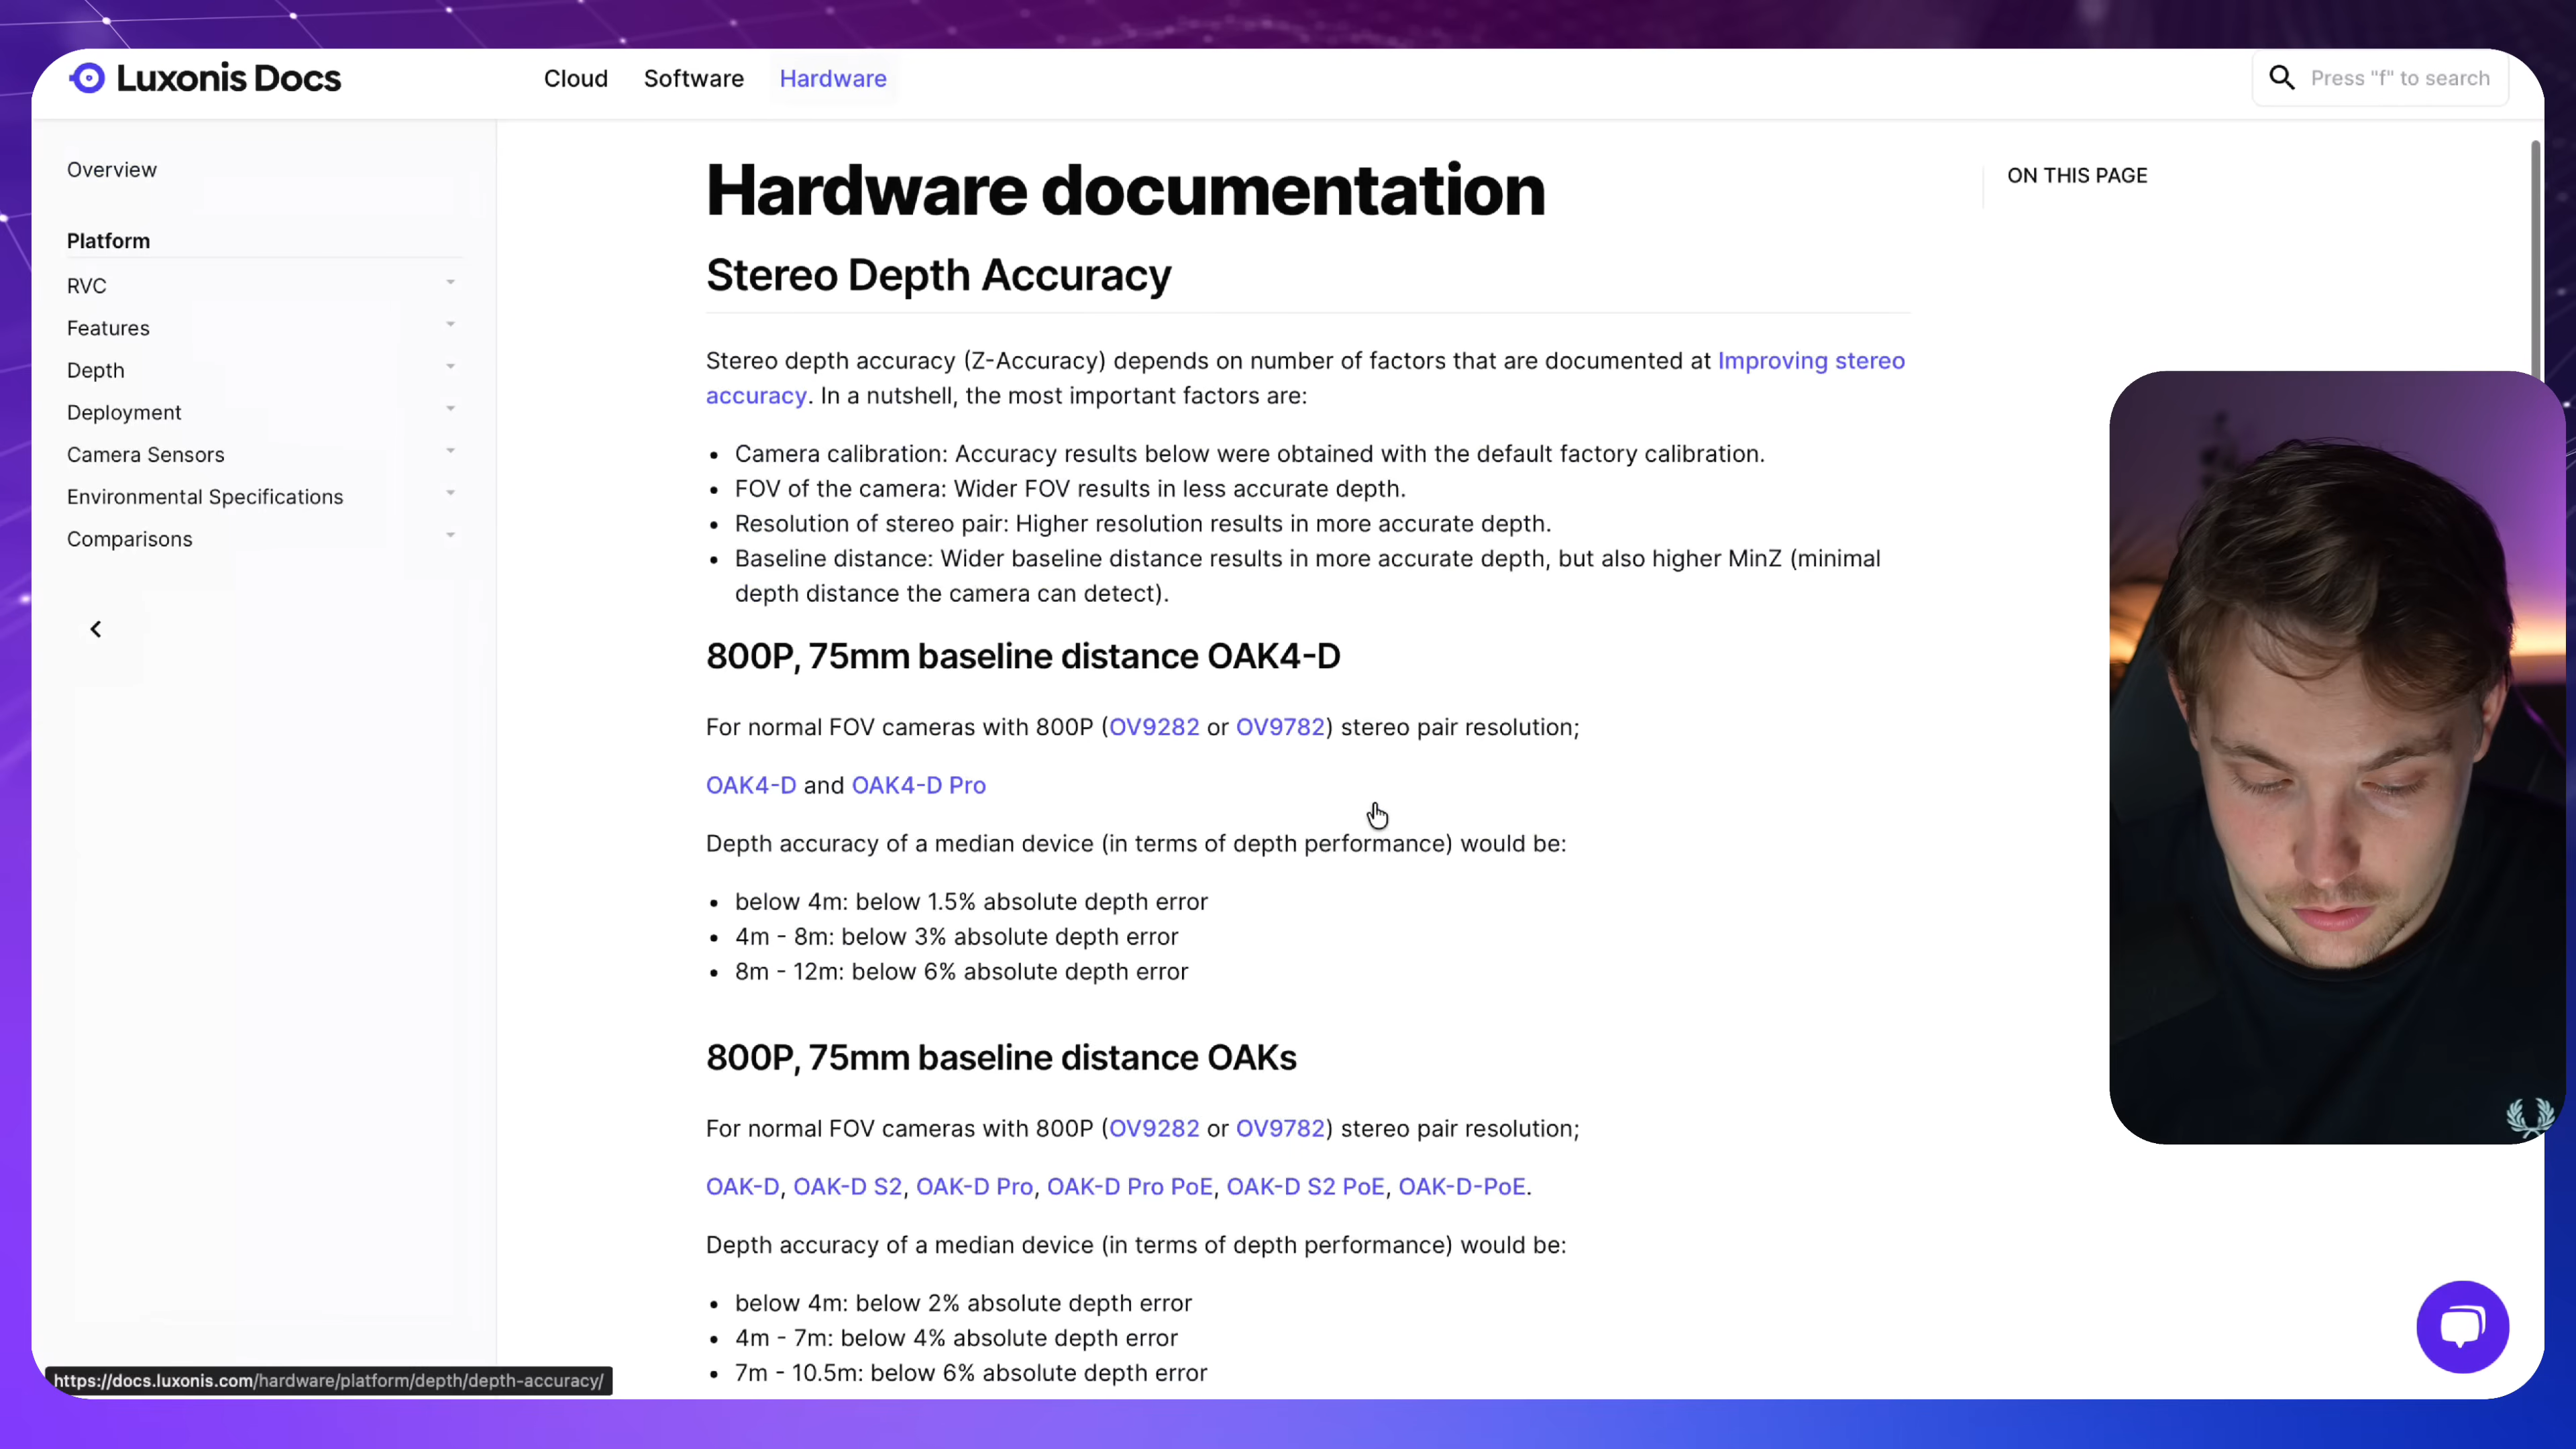 Luxonis Docs
Cloud
Software
Hardware
Press "f" to search
Overview
Platform
RVC
Features
Depth
Deployment
Camera Sensors
Environmental Specifications
Comparisons
Hardware documentation
Stereo Depth Accuracy
Stereo depth accuracy (Z-Accuracy) depends on number of factors that are documented at Improving stereo
accuracy. In a nutshell, the most important factors are:
• Camera calibration: Accuracy results below were obtained with the default factory calibration.
• FOV of the camera: Wider FOV results in less accurate depth.
• Resolution of stereo pair: Higher resolution results in more accurate depth.
• Baseline distance: Wider baseline distance results in more accurate depth, but also higher MinZ (minimal
depth distance the camera can detect).
800P, 75mm baseline distance OAK4-D
For normal FOV cameras with 800P (OV9282 or OV9782) stereo pair resolution;
OAK4-D and OAK4-D Pro
Depth accuracy of a median device (in terms of depth performance) would be:
• below 4m: below 1.5% absolute depth error
• 4m - 8m: below 3% absolute depth error
• 8m - 12m: below 6% absolute depth error
800P, 75mm baseline distance OAKs
For normal FOV cameras with 800P (OV9282 or OV9782) stereo pair resolution;
OAK-D, OAK-D S2, OAK-D Pro, OAK-D Pro PoE, OAK-D S2 PoE, OAK-D-PoE.
Depth accuracy of a median device (in terms of depth performance) would be:
• below 4m: below 2% absolute depth error
• 4m - 7m: below 4% absolute depth error
• 7m - 10.5m: below 6% absolute depth error
ON THIS PAGE
https://docs.luxonis.com/hardware/platform/depth/depth-accuracy/